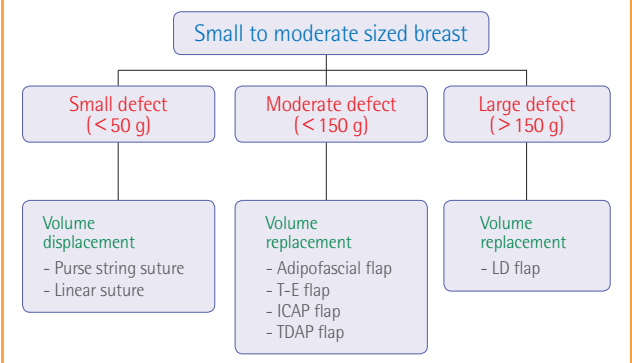 Small to moderate sized breast
Small defect
(<50 g)
Moderate defect
(<150 g)
Large defect
(>150 g)
Volume
displacement
- Purse string suture
- Linear suture
Volume
replacement
- Adipofascial flap
- T-E flap
- ICAP flap
- TDAP flap
Volume
replacement
- LD flap